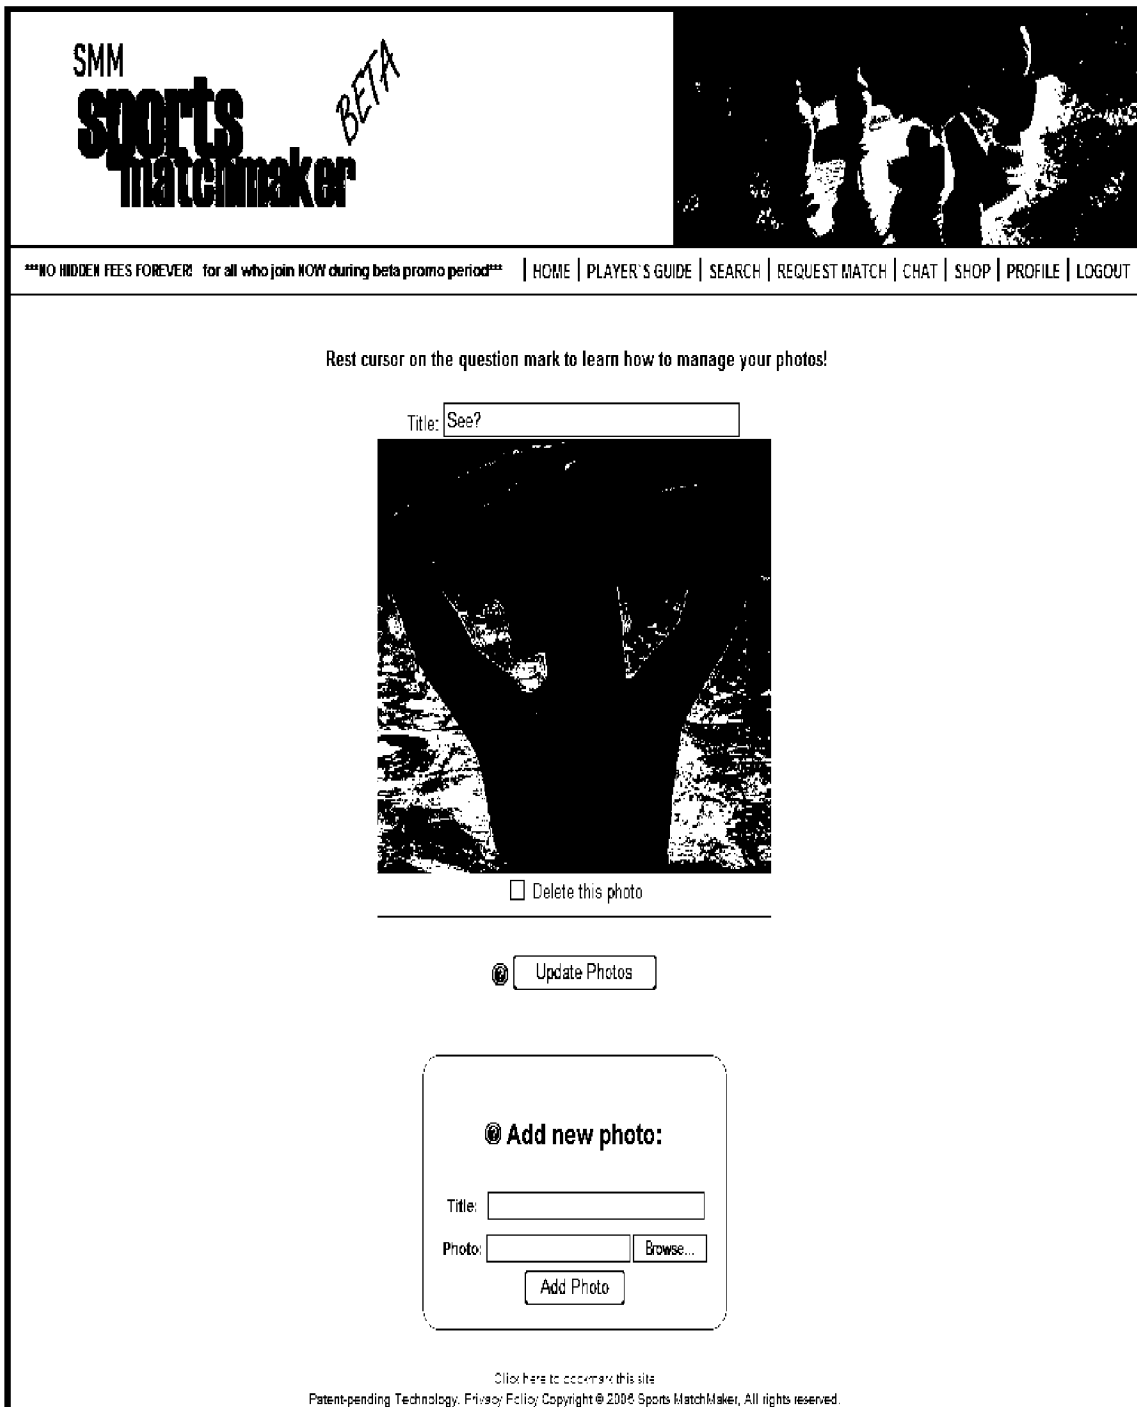 SMM
sports
matchmaker
BETA
***NO HIDDEN FEES FOREVER! for all who join NOW during beta promo period*** | HOME | PLAYER'S GUIDE | SEARCH | REQUEST MATCH | CHAT | SHOP | PROFILE | LOGOUT
Rest cursor on the question mark to learn how to manage your photos!
Title: See?
Delete this photo
? Update Photos
? Add new photo:
Title:
Photo: Browse...
Add Photo
Click here to bookmark this site
Patent-pending Technology. Privacy Policy Copyright © 2006 Sports MatchMaker, All rights reserved.